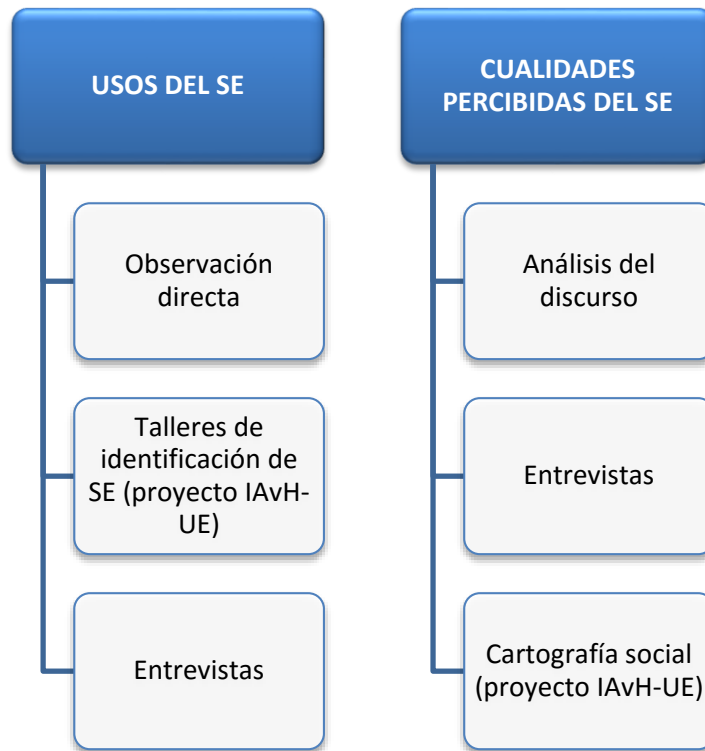 USOS DEL SE
Observación
directa
Talleres de
identificación de
SE (proyecto IAvH-
UE)
Entrevistas
CUALIDADES
PERCIBIDAS DEL SE
Análisis del
discurso
Entrevistas
Cartografía social
(proyecto IAvH-UE)